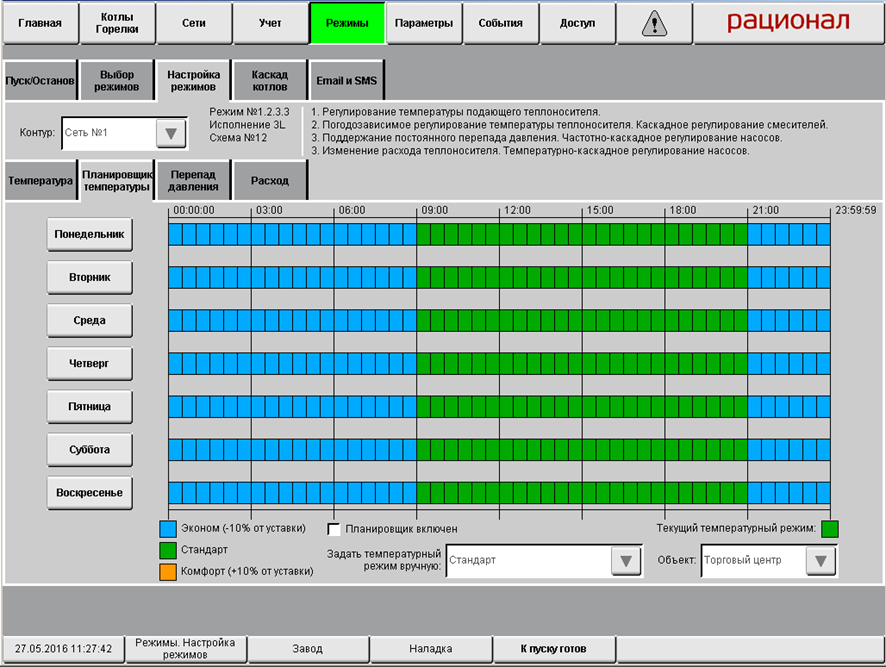 Главная
Котлы
Горелки
Сети
Учет
Режимы
Параметры
События
Доступ
рационал
Пуск/Останов
Выбор
режимов
Настройка
режимов
Каскад
котлов
Email и SMS
Контур:
Сеть №1
Режим №1.2.3.3
Исполнение 3L
Схема №12
1. Регулирование температуры подающего теплоносителя.
2. Погодозависимое регулирование температуры теплоносителя. Каскадное регулирование смесителей.
3. Поддержание постоянного перепада давления. Частотно-каскадное регулирование насосов.
3. Изменение расхода теплоносителя. Температурно-каскадное регулирование насосов.
Температура
Планировщик
температуры
Перепад
давления
Расход
00:00:00 03:00 06:00 09:00 12:00 15:00 18:00 21:00 23:59:59
Понедельник
Вторник
Среда
Четверг
Пятница
Суббота
Воскресенье
Эконом (-10% от уставки)
Стандарт
Комфорт (+10% от уставки)
Планировщик включен
Задать температурный
режим вручную:
Стандарт
Текущий температурный режим:
Объект:
Торговый центр
27.05.2016 11:27:42
Режимы. Настройка
режимов
Завод
Наладка
К пуску готов